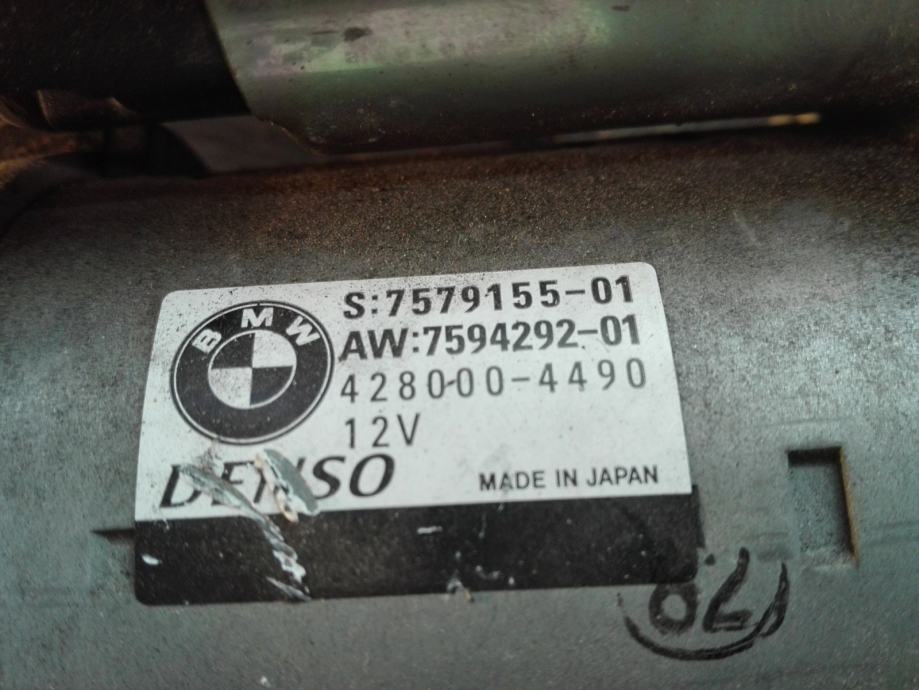 BMW
S:7579155-01
AW:7594292-01
428000-4490
12V
DENSO
MADE IN JAPAN